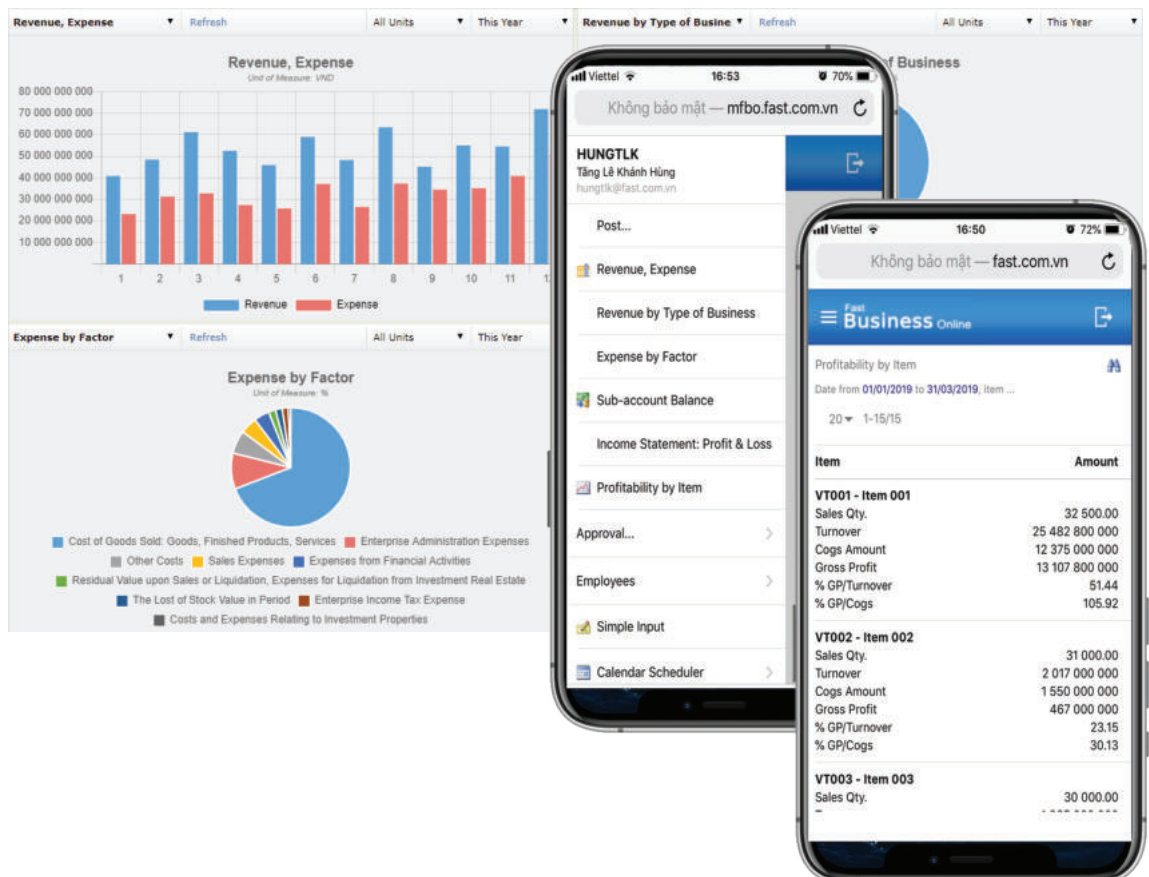 Revenue, Expense ▼ Refresh All Units ▼ This Year ▼
Revenue, Expense
Unit of Measure: VND
80 000 000 000
70 000 000 000
60 000 000 000
50 000 000 000
40 000 000 000
30 000 000 000
20 000 000 000
10 000 000 000
1 2 3 4 5 6 7 8 9 10 11
Revenue Expense
Revenue by Type of Busine ▼ Refresh All Units ▼ This Year ▼
of Business
Expense by Factor ▼ Refresh All Units ▼ This Year
Expense by Factor
Unit of Measure: %
Cost of Goods Sold: Goods, Finished Products, Services Enterprise Administration Expenses
Other Costs Sales Expenses Expenses from Financial Activities
Residual Value upon Sales or Liquidation, Expenses for Liquidation from Investment Real Estate
The Lost of Stock Value in Period Enterprise Income Tax Expense
Costs and Expenses Relating to Investment Properties
Viettel 16:53 70%
Không bảo mật — mfbo.fast.com.vn
HUNGTLK
Tăng Lê Khánh Hùng
hungtlk@fast.com.vn
Post...
Revenue, Expense
Revenue by Type of Business
Expense by Factor
Sub-account Balance
Income Statement: Profit & Loss
Profitability by Item
Approval...
Employees
Simple Input
Calendar Scheduler
Viettel 16:50 72%
Không bảo mật — fast.com.vn
Fast
Business Online
Profitability by Item
Date from 01/01/2019 to 31/03/2019, item ...
20 ▼ 1-15/15
Item Amount
VT001 - Item 001
Sales Qty. 32 500.00
Turnover 25 482 800 000
Cogs Amount 12 375 000 000
Gross Profit 13 107 800 000
% GP/Turnover 51.44
% GP/Cogs 105.92
VT002 - Item 002
Sales Qty. 31 000.00
Turnover 2 017 000 000
Cogs Amount 1 550 000 000
Gross Profit 467 000 000
% GP/Turnover 23.15
% GP/Cogs 30.13
VT003 - Item 003
Sales Qty. 30 000.00